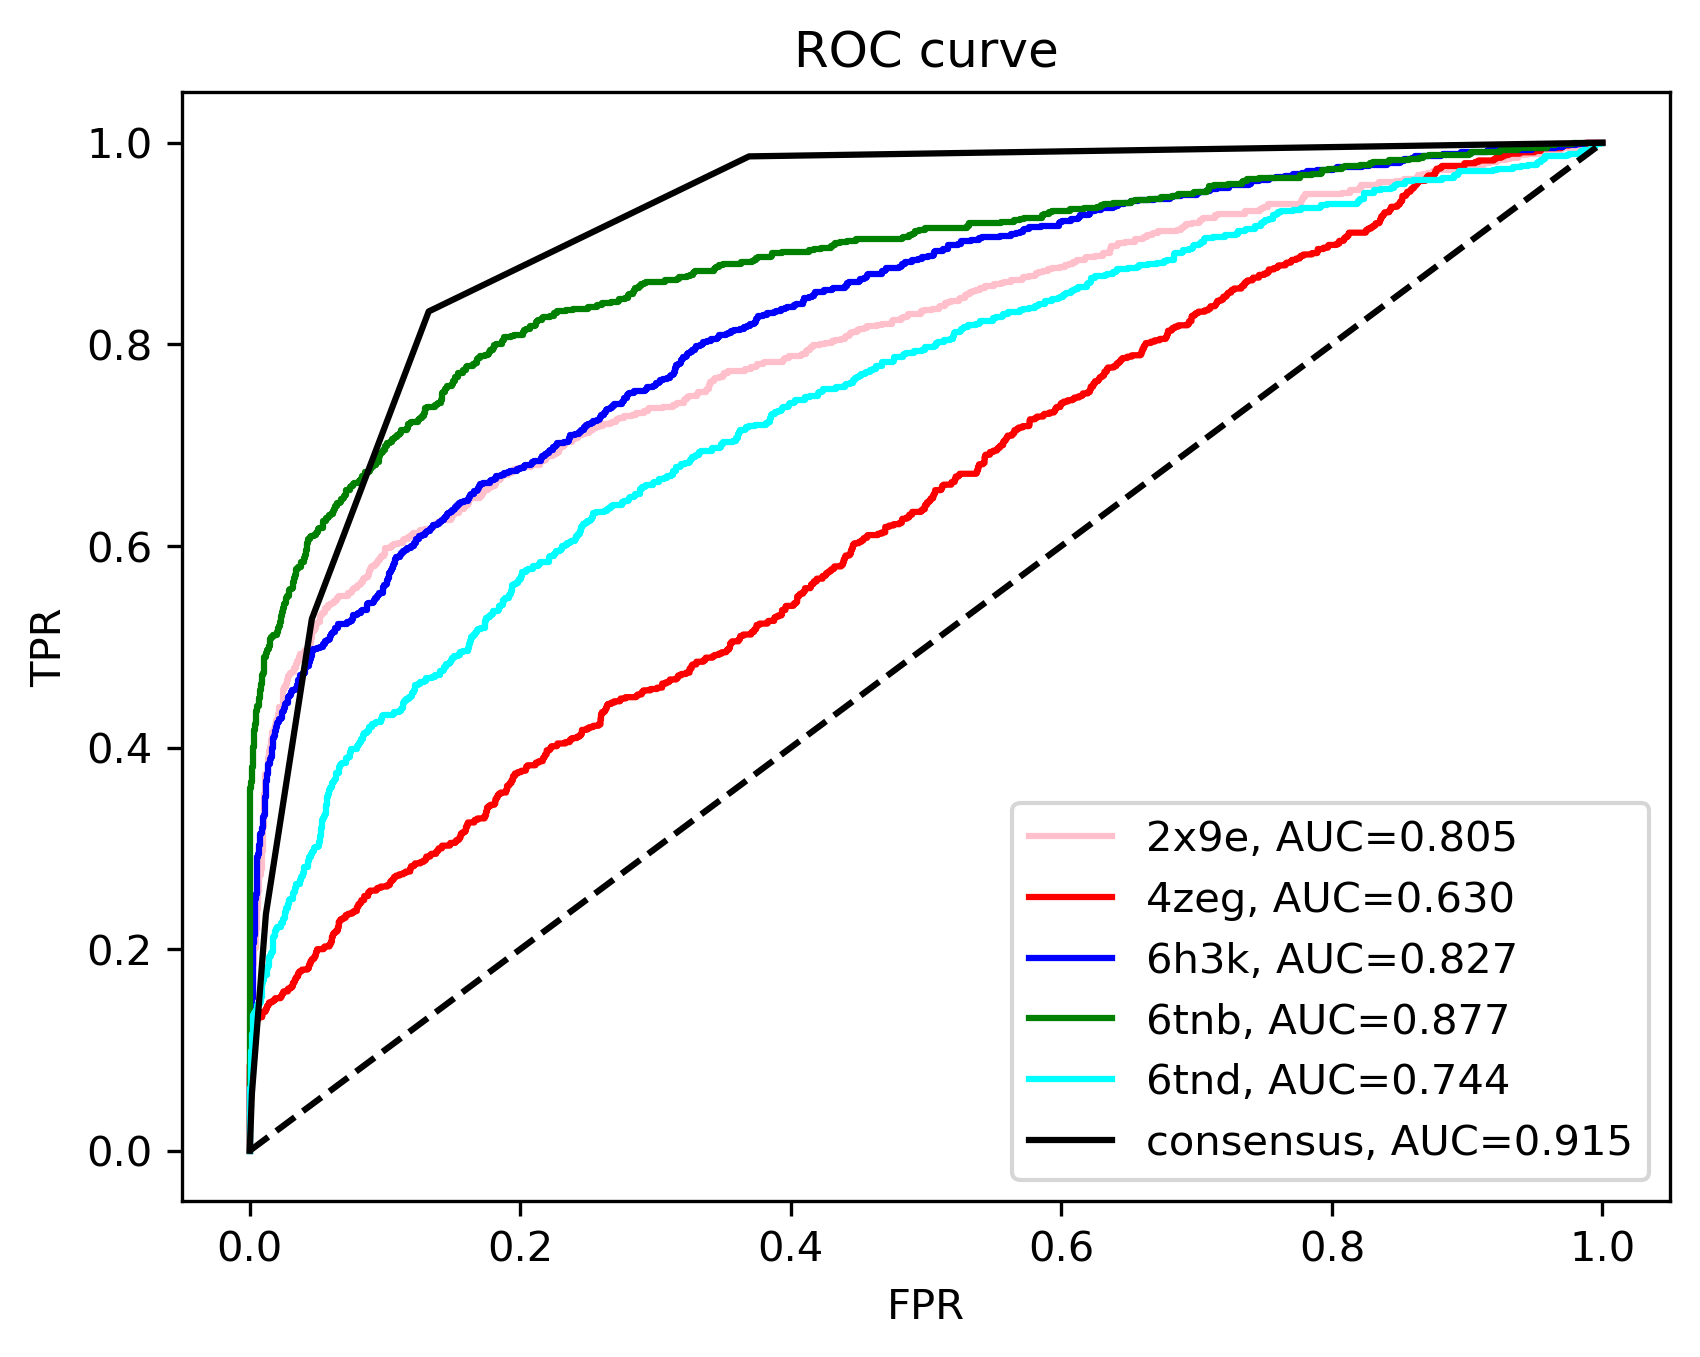 ROC curve
1.0
0.8
0.6
0.4
0.2
0.0
TPR
2x9e, AUC=0.805
4zeg, AUC=0.630
6h3k, AUC=0.827
6tnb, AUC=0.877
6tnd, AUC=0.744
consensus, AUC=0.915
0.0 0.2 0.4 0.6 0.8 1.0
FPR